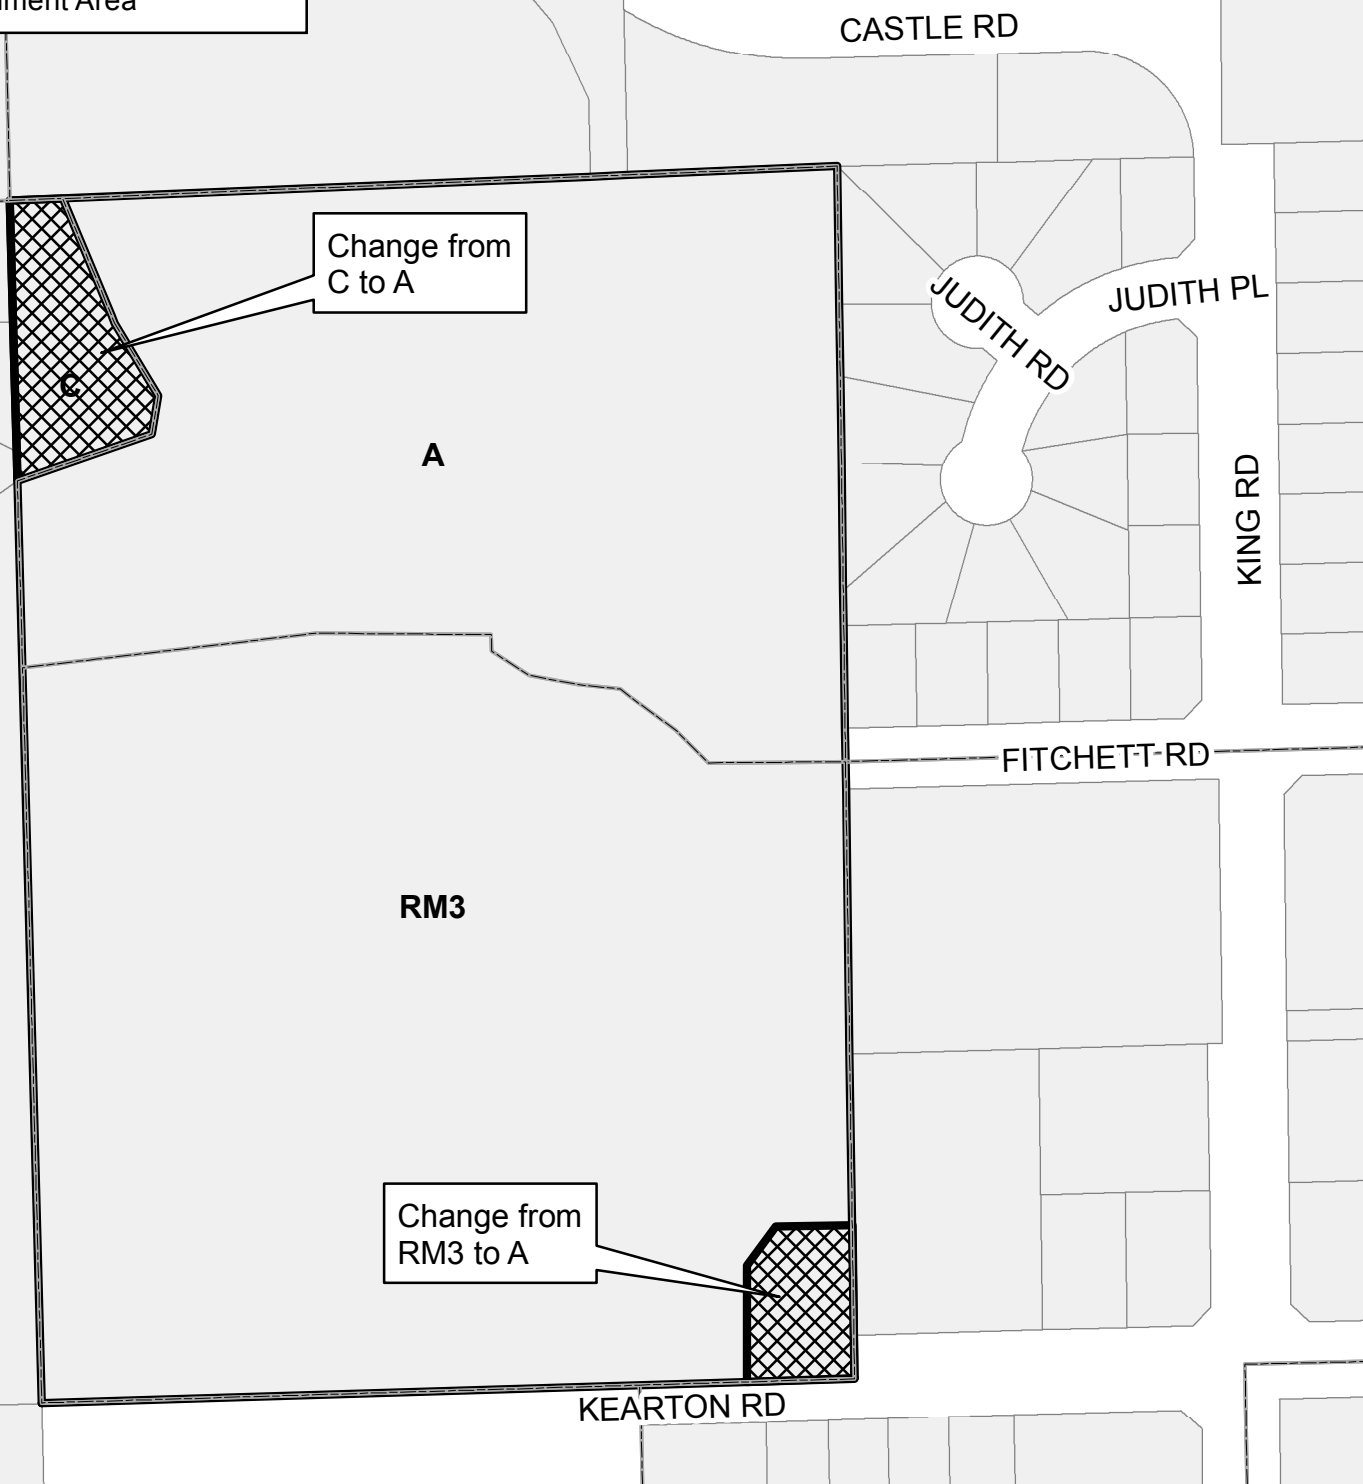 Area
CASTLE RD
Change from
C to A
JUDITH RD
JUDITH PL
C
A
KING RD
FITCHETT RD
RM3
Change from
RM3 to A
KEARTON RD